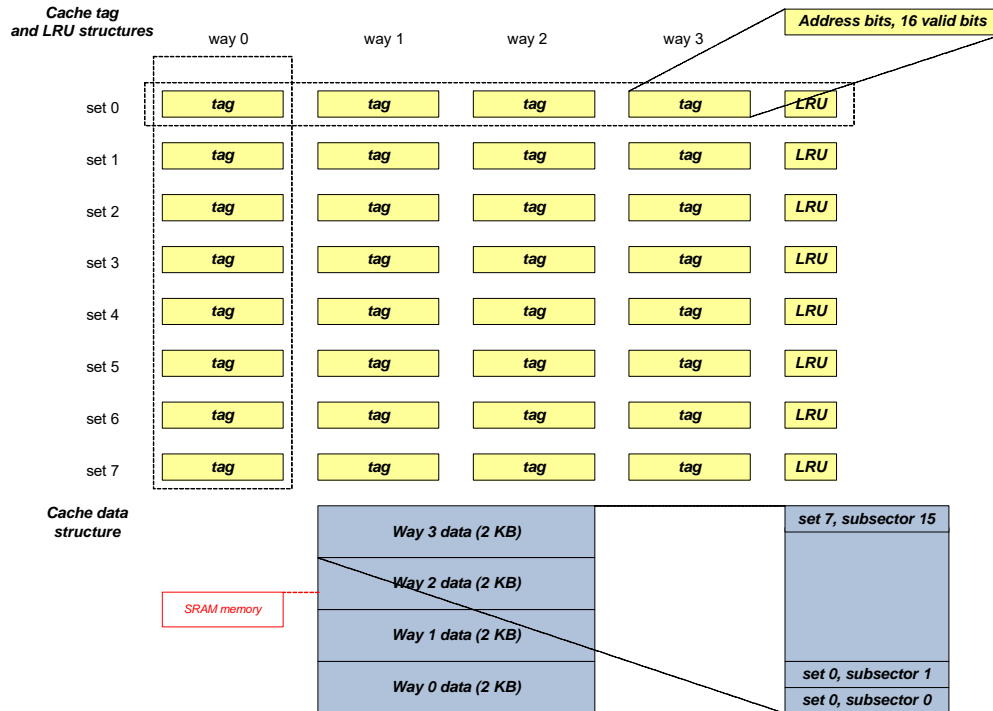 Cache tag
and LRU structures
way 0
way 1
way 2
way 3
Address bits, 16 valid bits
set 0
tag
tag
tag
tag
LRU
set 1
tag
tag
tag
tag
LRU
set 2
tag
tag
tag
tag
LRU
set 3
tag
tag
tag
tag
LRU
set 4
tag
tag
tag
tag
LRU
set 5
tag
tag
tag
tag
LRU
set 6
tag
tag
tag
tag
LRU
set 7
tag
tag
tag
tag
LRU
Cache data
structure
SRAM memory
Way 3 data (2 KB)
Way 2 data (2 KB)
Way 1 data (2 KB)
Way 0 data (2 KB)
set 7, subsector 15
set 0, subsector 1
set 0, subsector 0